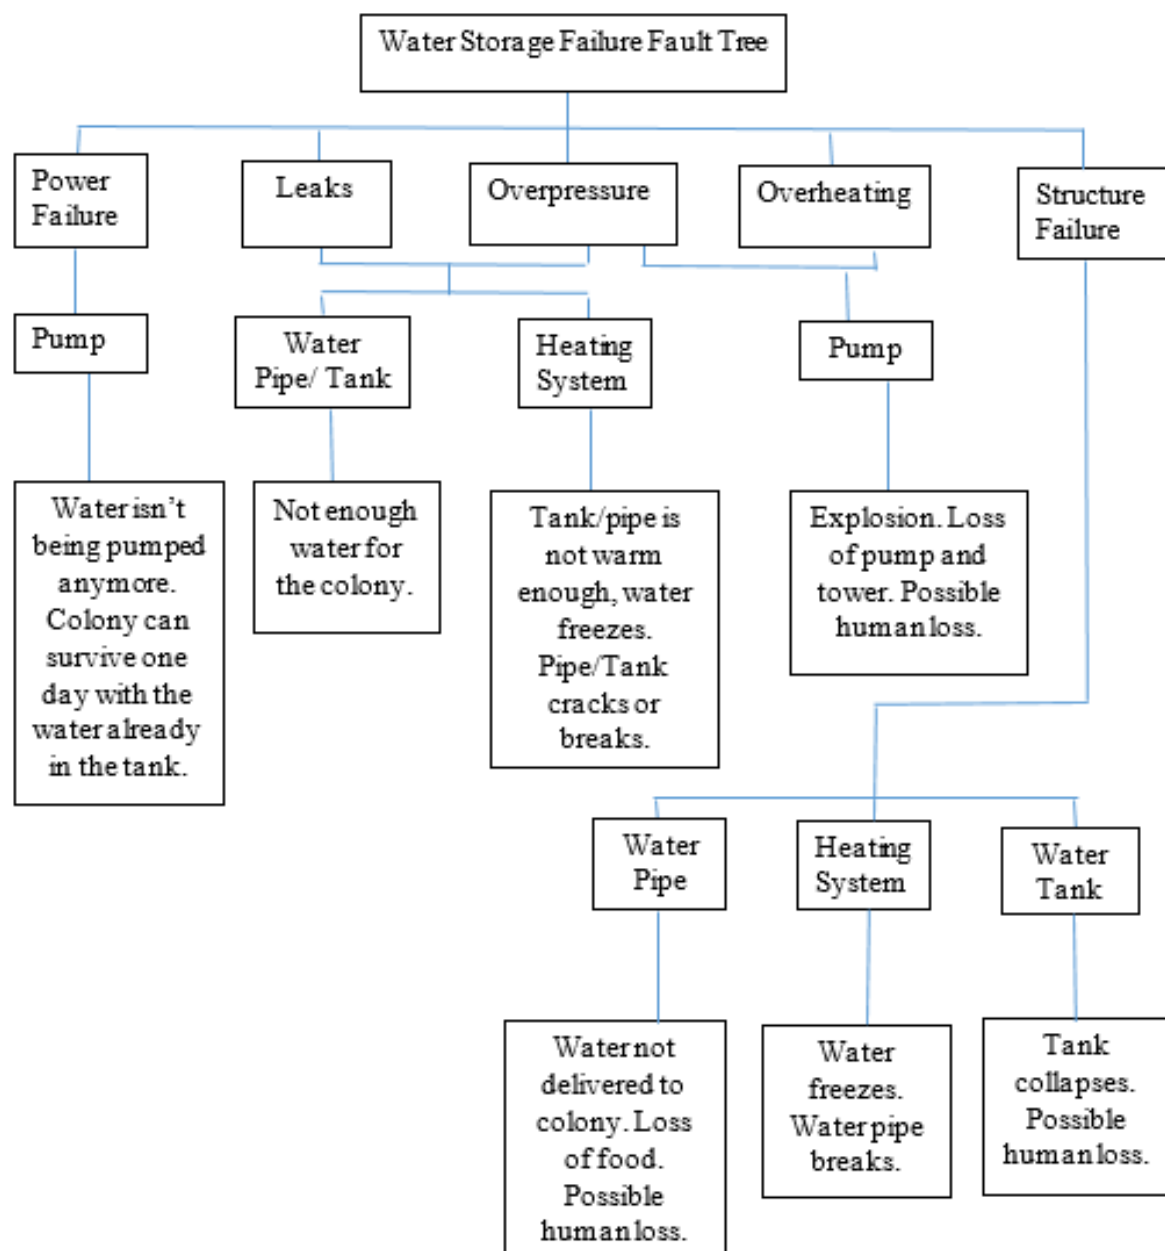 Water Storage Failure Fault Tree
Power
Failure
Leaks
Overpressure
Overheating
Structure
Failure
Pump
Water
Pipe/ Tank
Heating
System
Pump
Water isn’t
being pumped
anymore.
Colony can
survive one
day with the
water already
in the tank.
Not enough
water for
the colony.
Tank/pipe is
not warm
enough, water
freezes.
Pipe/Tank
cracks or
breaks.
Explosion. Loss
of pump and
tower. Possible
human loss.
Water
Pipe
Heating
System
Water
Tank
Water not
delivered to
colony. Loss
of food.
Possible
human loss.
Water
freezes.
Water pipe
breaks.
Tank
collapses.
Possible
human loss.